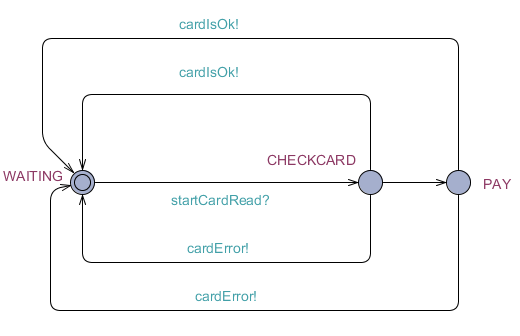 cardIsOk!
cardIsOk!
CHECKCARD
WAITING
PAY
startCardRead?
cardError!
cardError!